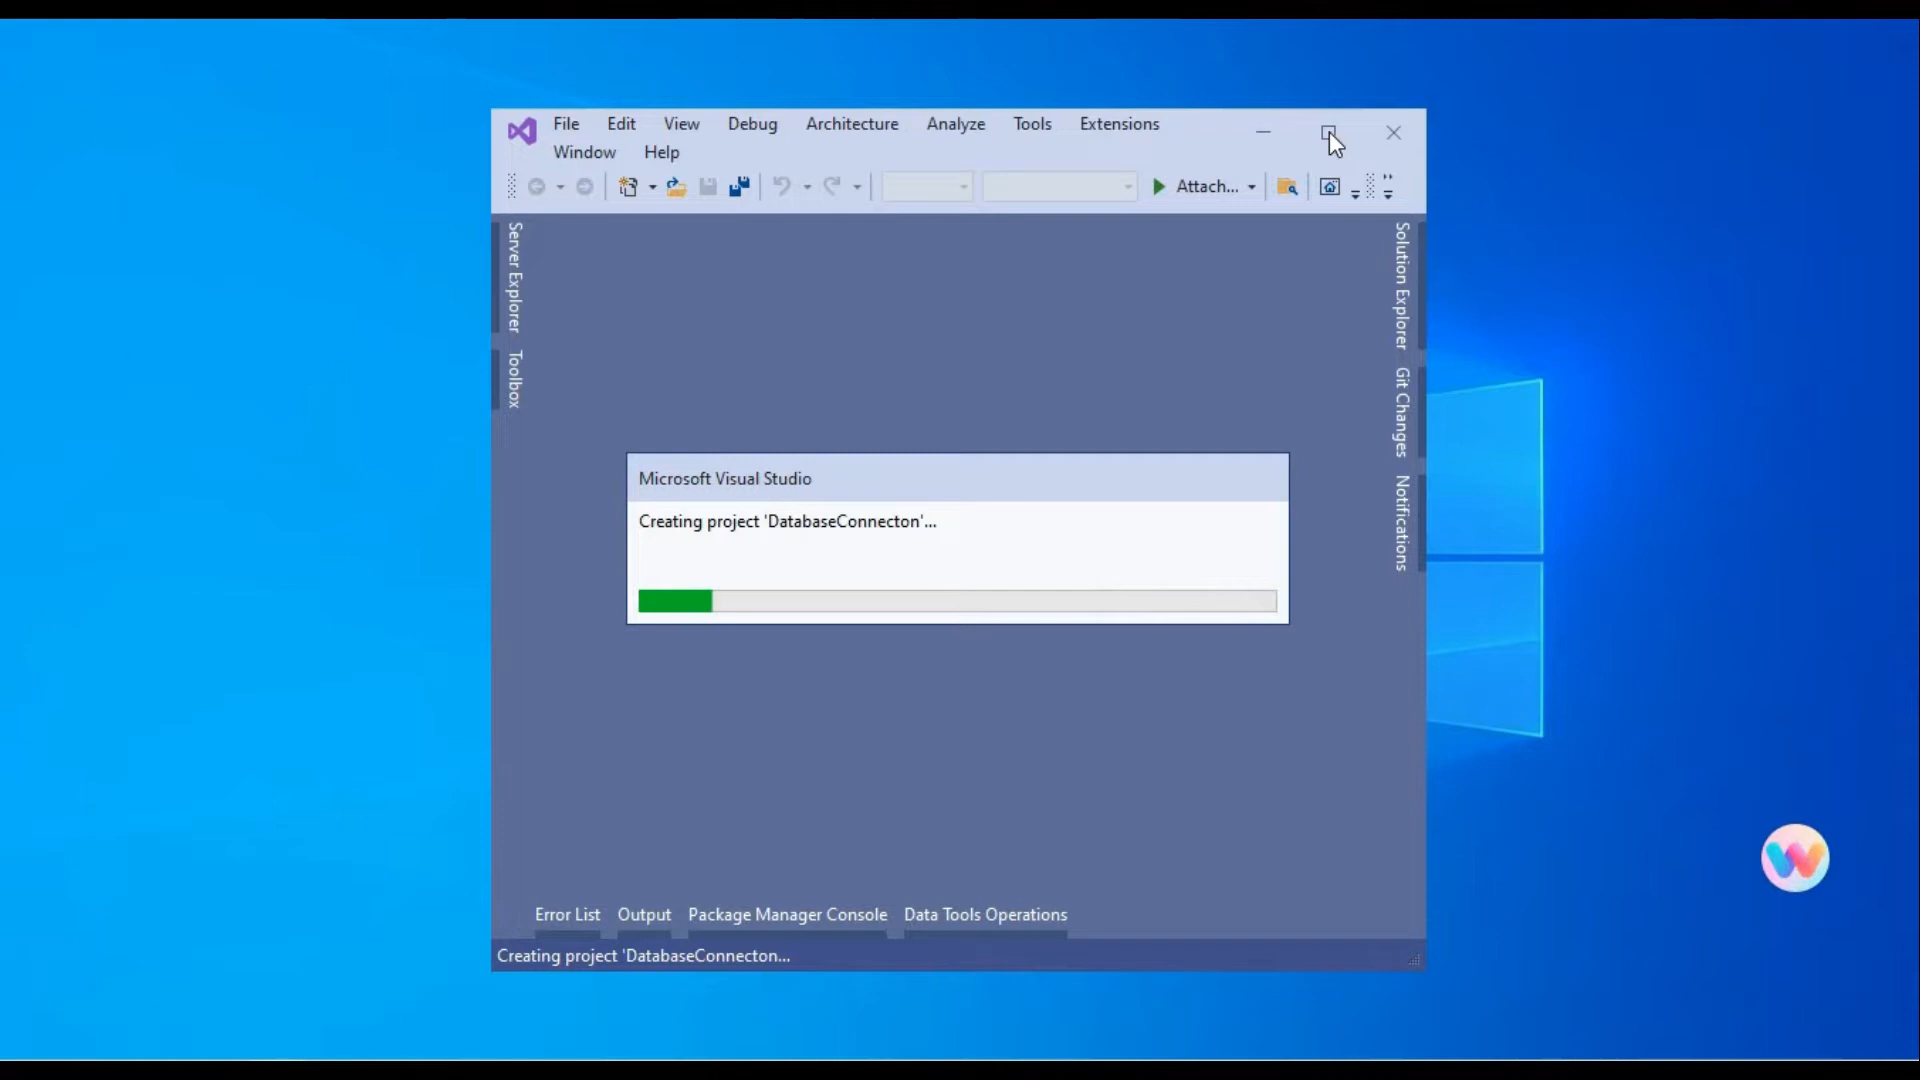 File Edit View Debug Architecture Analyze Tools Extensions
Window Help
Attach...
Server Explorer
Toolbox
Solution Explorer
Git Changes
Notifications
Microsoft Visual Studio
Creating project 'DatabaseConnecton'...
Error List Output Package Manager Console Data Tools Operations
Creating project 'DatabaseConnecton...